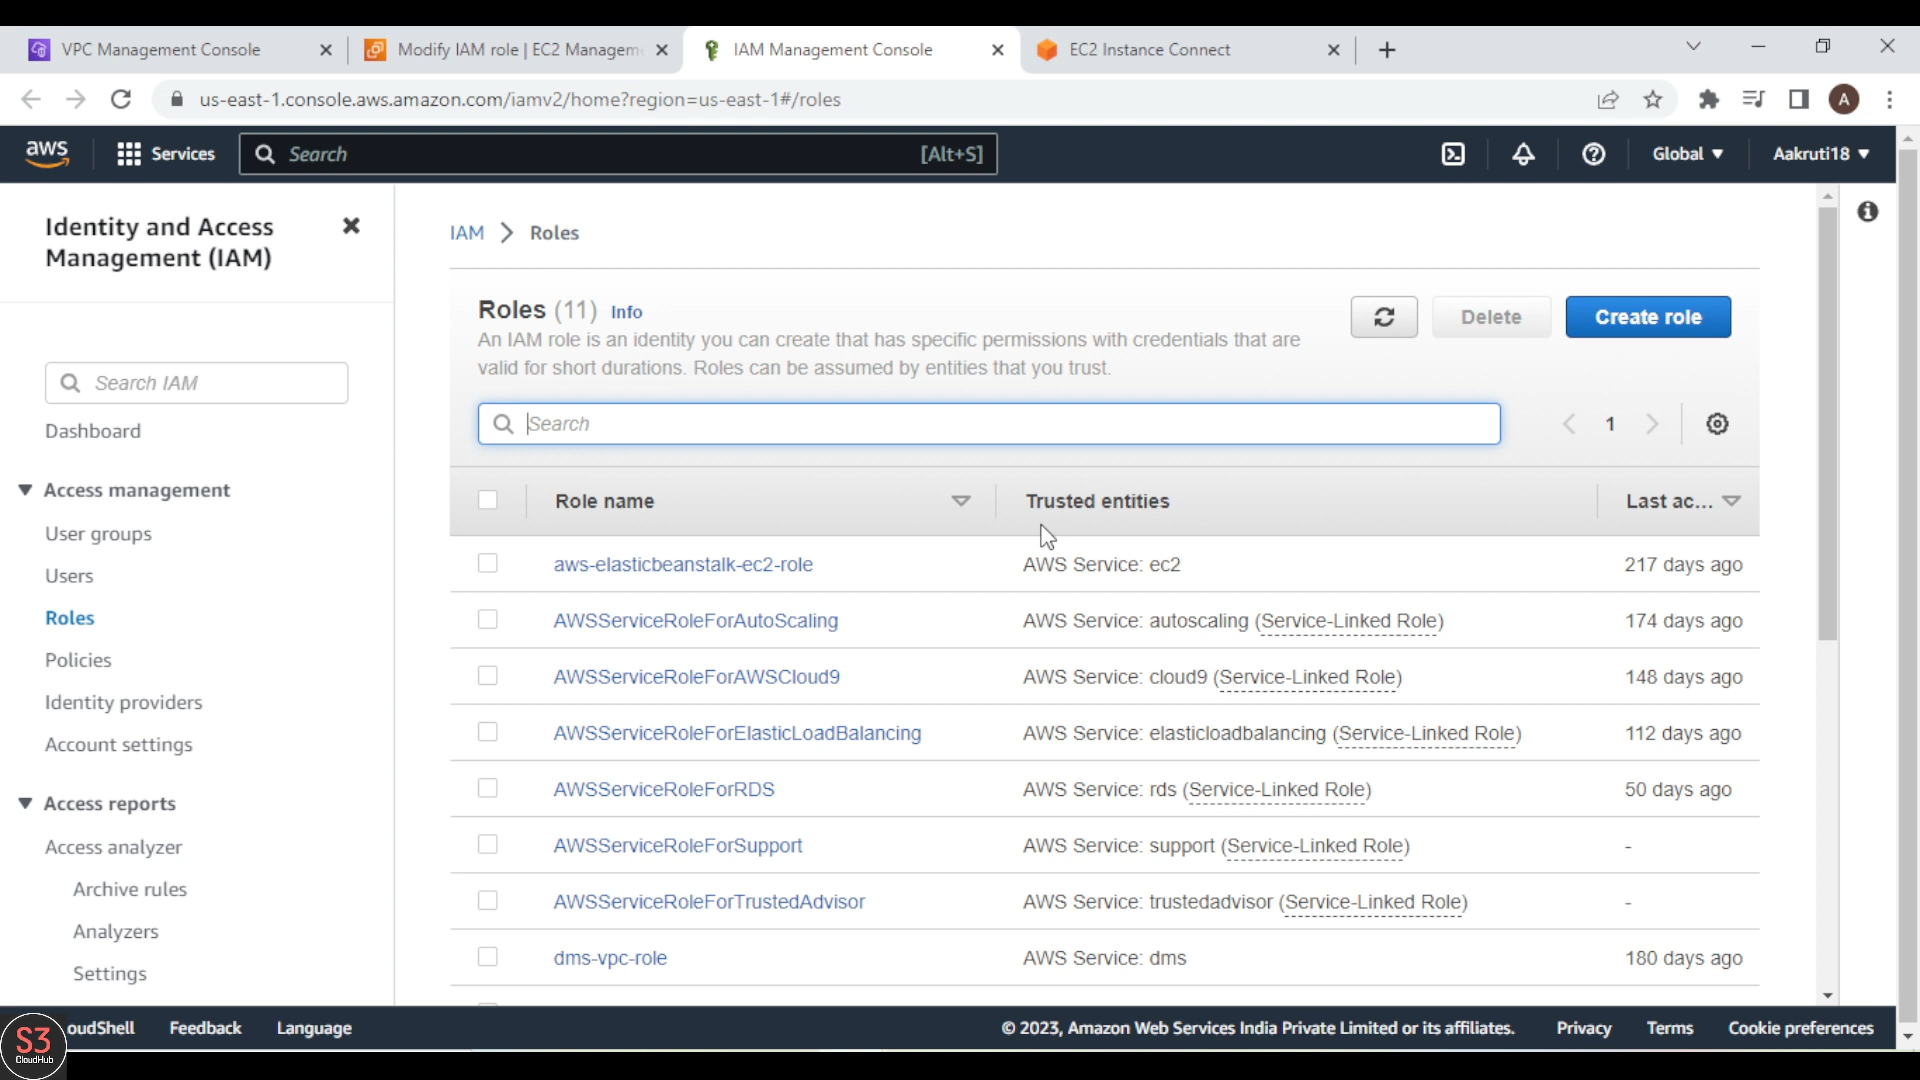 VPC Management Console
Modify IAM role | EC2 Managem
IAM Management Console
EC2 Instance Connect
us-east-1.console.aws.amazon.com/iamv2/home?region=us-east-1#/roles
A
aws
Services
Search
[Alt+S]
Global
Aakruti18
Identity and Access
Management (IAM)
Search IAM
Dashboard
Access management
User groups
Users
Roles
Policies
Identity providers
Account settings
Access reports
Access analyzer
Archive rules
Analyzers
Settings
IAM > Roles
Roles (11) Info
An IAM role is an identity you can create that has specific permissions with credentials that are
valid for short durations. Roles can be assumed by entities that you trust.
Delete
Create role
Search
1
Role name Trusted entities Last ac...
aws-elasticbeanstalk-ec2-role AWS Service: ec2 217 days ago
AWSServiceRoleForAutoScaling AWS Service: autoscaling (Service-Linked Role) 174 days ago
AWSServiceRoleForAWSCloud9 AWS Service: cloud9 (Service-Linked Role) 148 days ago
AWSServiceRoleForElasticLoadBalancing AWS Service: elasticloadbalancing (Service-Linked Role) 112 days ago
AWSServiceRoleForRDS AWS Service: rds (Service-Linked Role) 50 days ago
AWSServiceRoleForSupport AWS Service: support (Service-Linked Role) -
AWSServiceRoleForTrustedAdvisor AWS Service: trustedadvisor (Service-Linked Role) -
dms-vpc-role AWS Service: dms 180 days ago
S3
CloudHub
oudShell Feedback Language © 2023, Amazon Web Services India Private Limited or its affiliates. Privacy Terms Cookie preferences